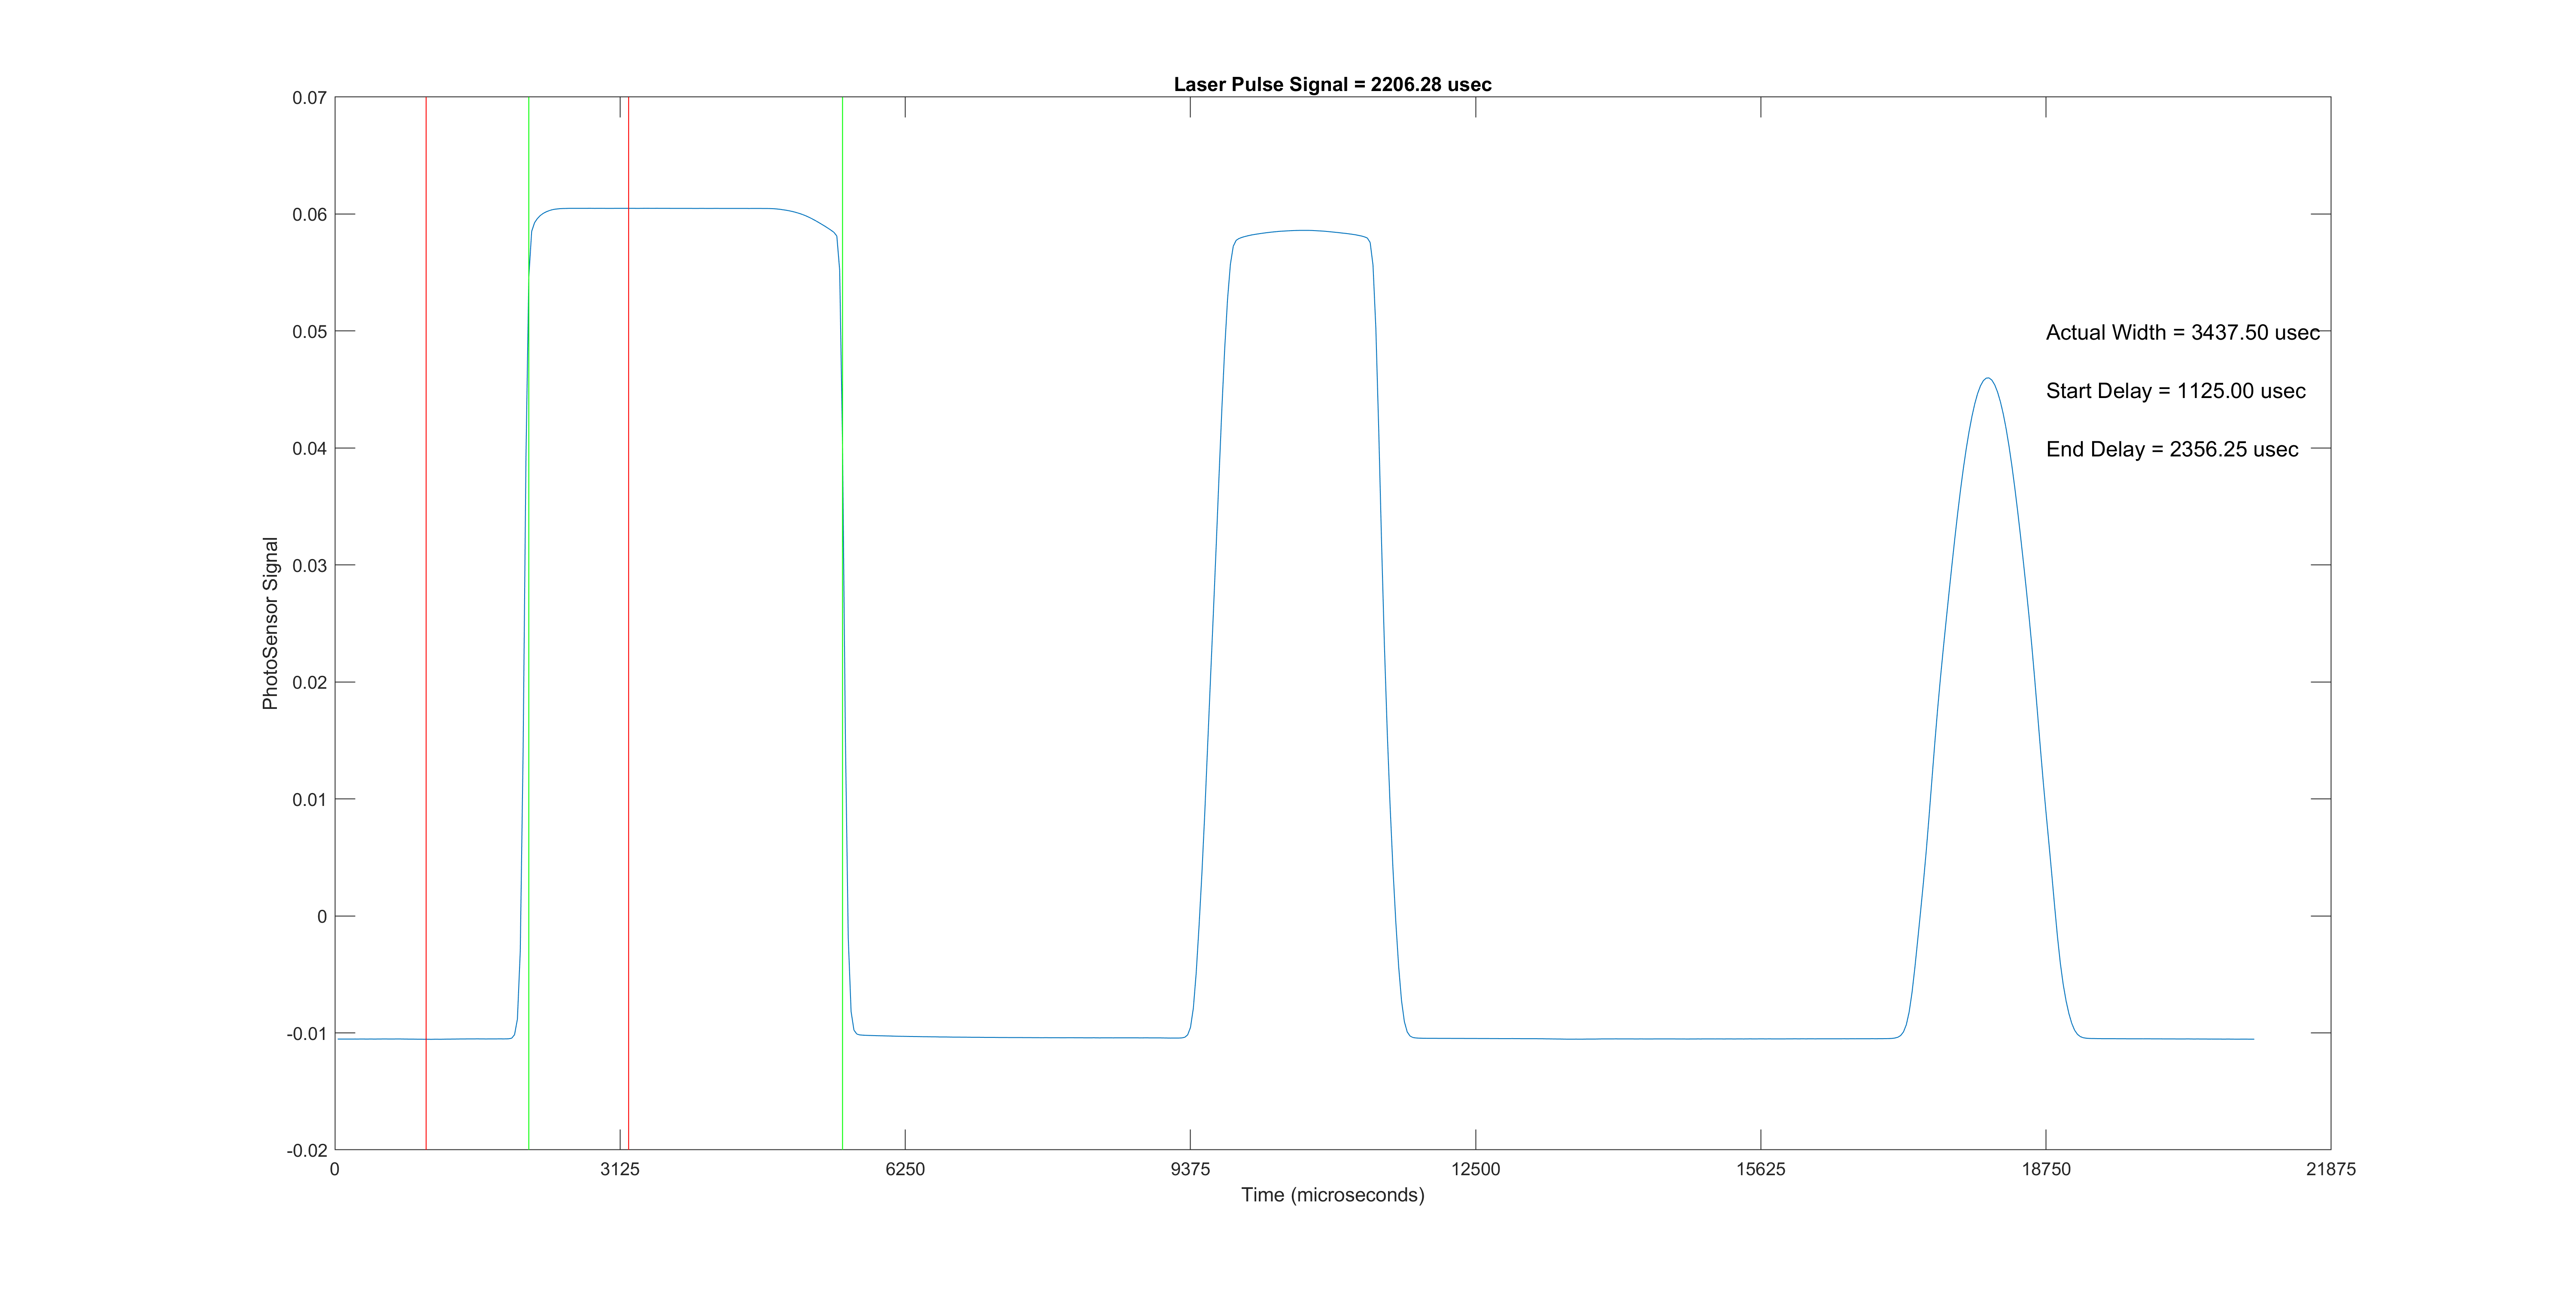 Laser Pulse Signal = 2206.28 usec
0.07
0.06
0.05
Actual Width = 3437.50 usec
Start Delay = 1125.00 usec
0.04
End Delay = 2356.25 usec
0.03
PhotoSensor Signal
0.02
0.01
0
-0.01
-0.02
0 3125 6250 9375 12500 15625 18750 21875
Time (microseconds)